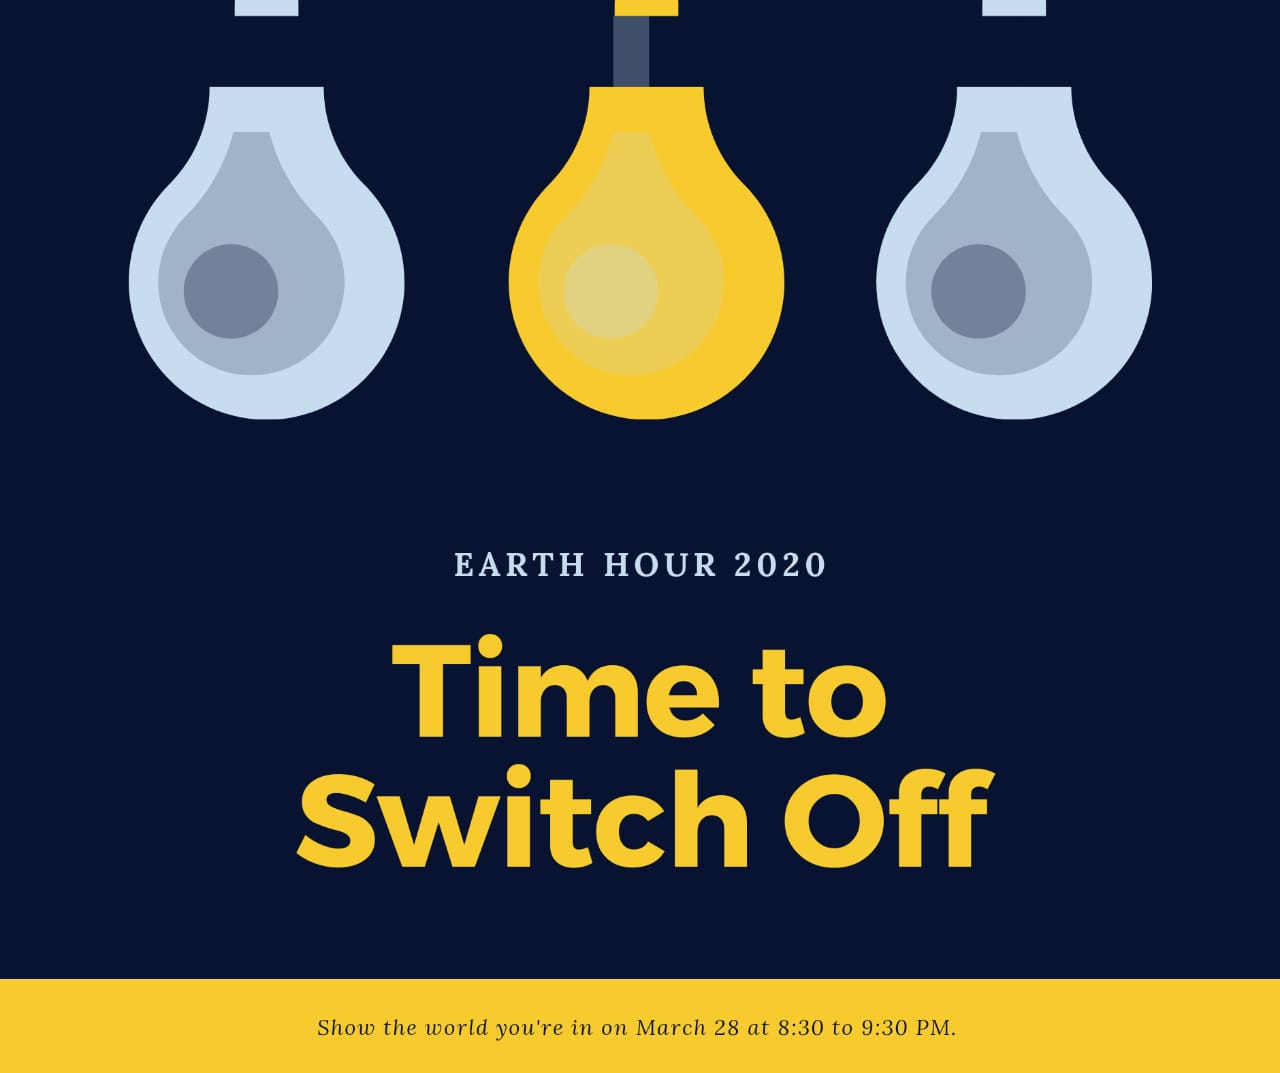 EARTH HOUR 2020
Time to
Switch Off
Show the world you're in on March 28 at 8:30 to 9:30 PM.